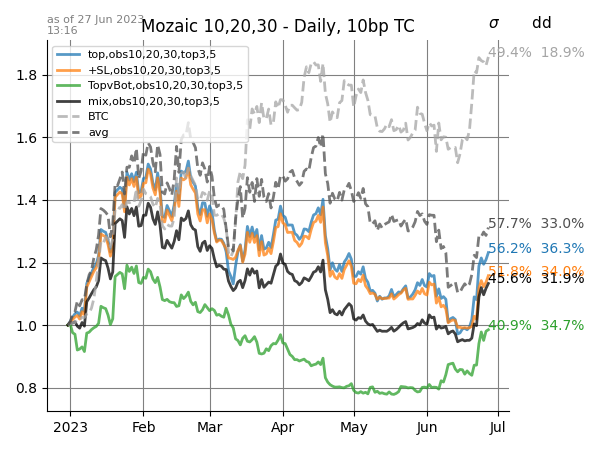 as of 27 Jun 2023
13:16
Mozaic 10,20,30 - Daily, 10bp TC
σ dd
top,obs10,20,30,top3,5
+SL,obs10,20,30,top3,5
TopvBot,obs10,20,30,top3,5
mix,obs10,20,30,top3,5
BTC
avg
1.8
1.6
1.4
1.2
1.0
0.8
49.4% 18.9%
57.7% 33.0%
56.2% 36.3%
51.8% 34.0%
45.6% 31.9%
40.9% 34.7%
2023 Feb Mar Apr May Jun Jul